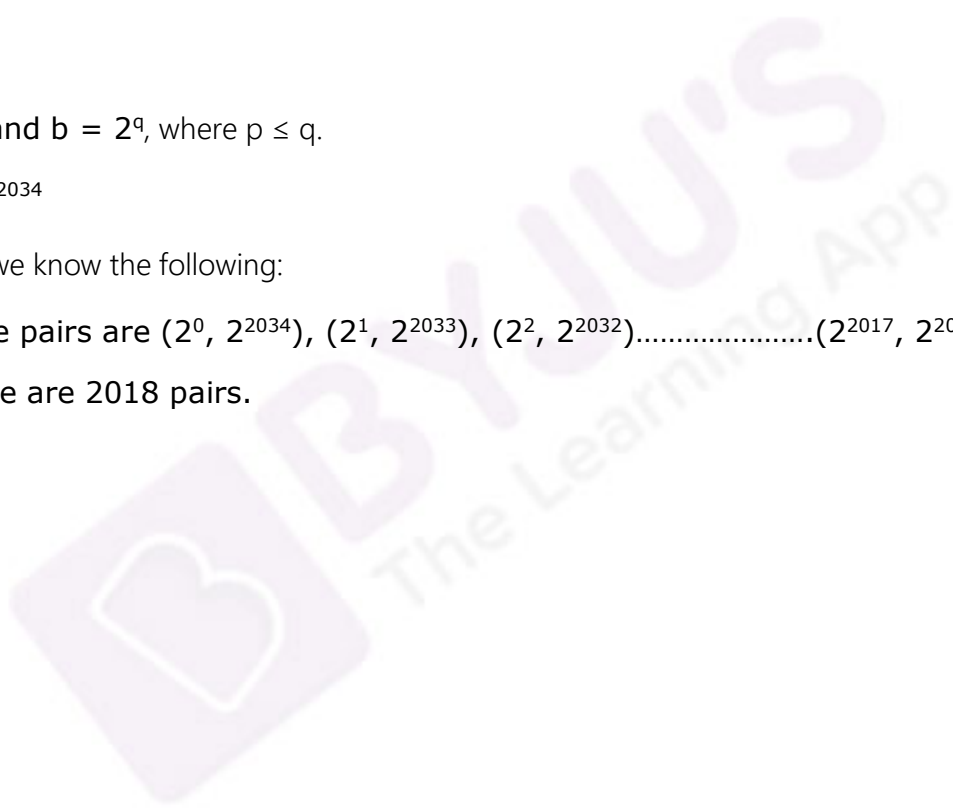 nd b = 2^q, where p ≤ q.
2034
we know the following:
e pairs are (2^0, 2^2034), (2^1, 2^2033), (2^2, 2^2032)......................(2^2017, 2^20
e are 2018 pairs.
BYJU'S
The Learning App